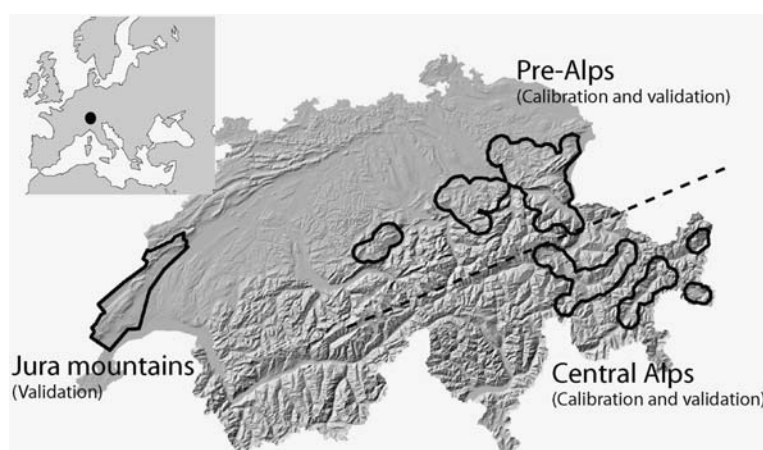 Pre-Alps
(Calibration and validation)
Jura mountains
(Validation)
Central Alps
(Calibration and validation)